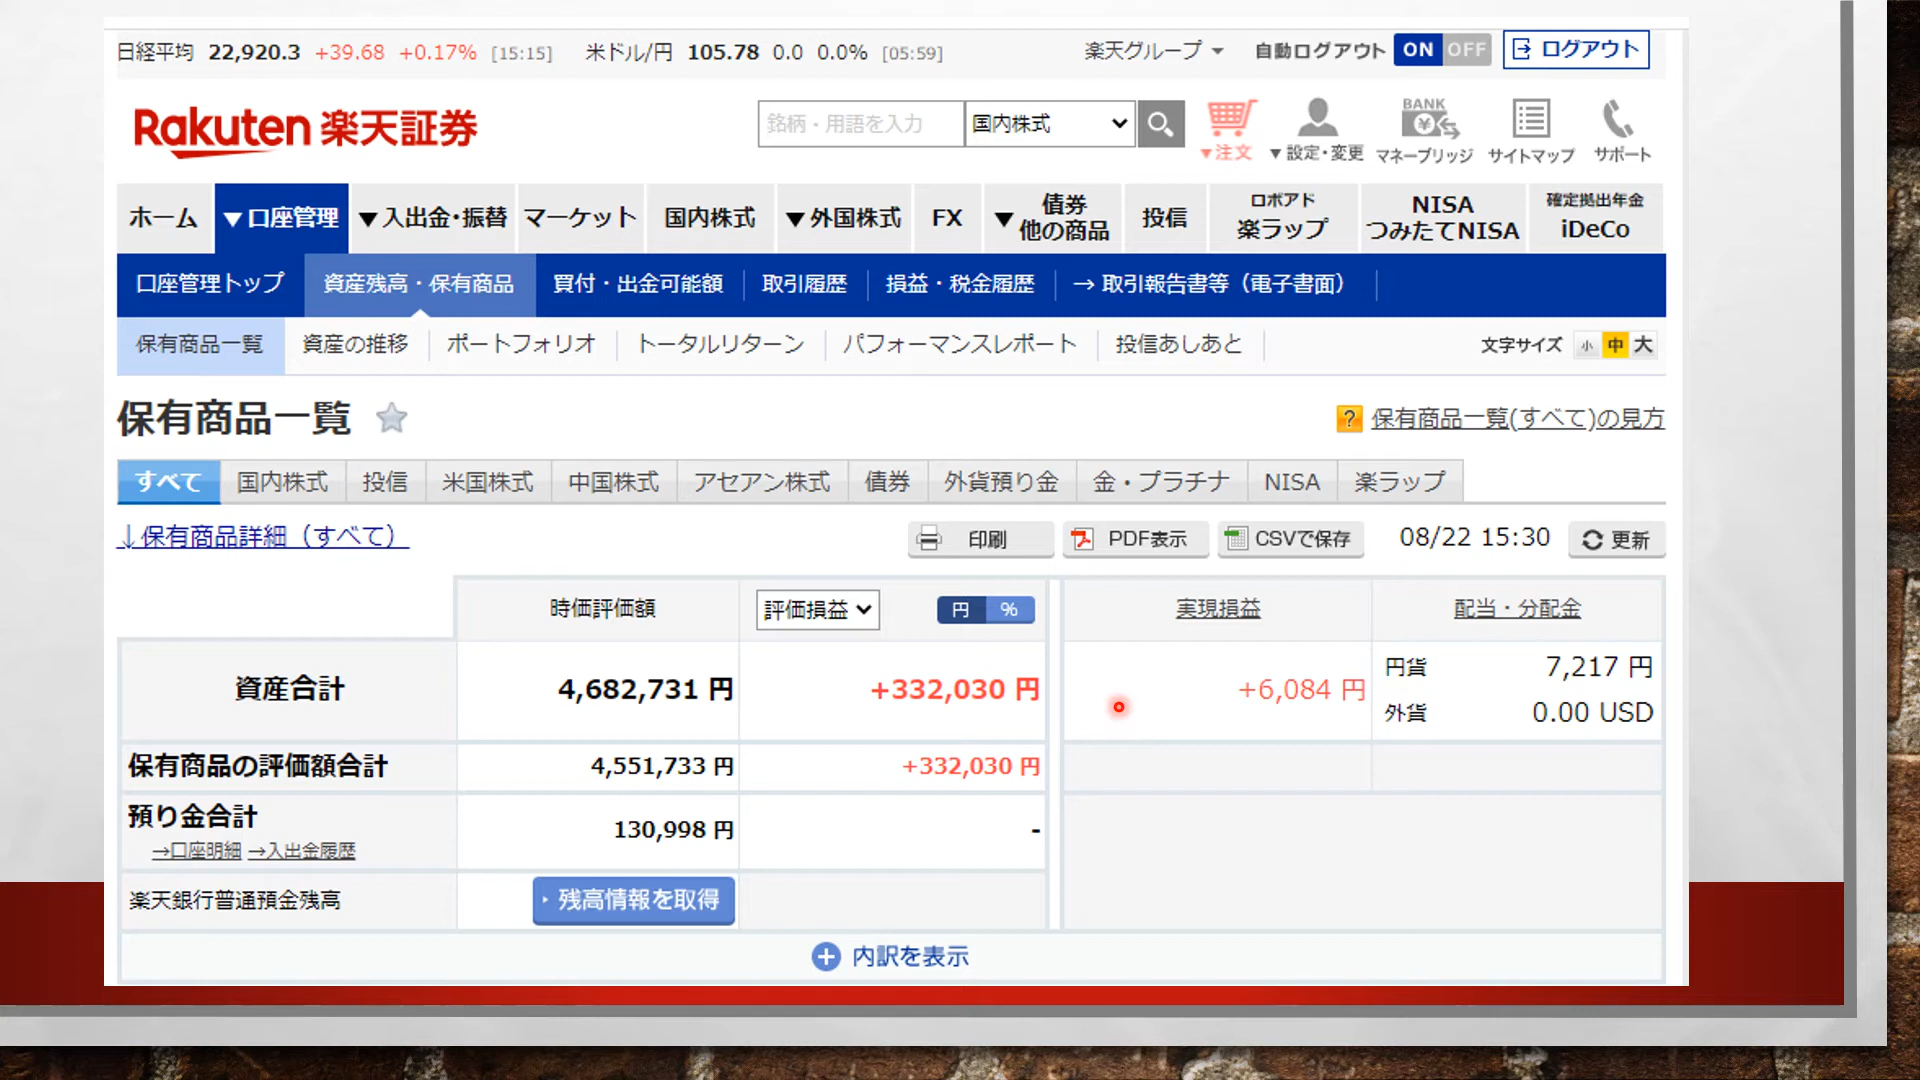 日経平均 22,920.3 +39.68 +0.17% [15:15] 米ドル/円 105.78 0.0 0.0% [05:59] 楽天グループ 自動ログアウト ON OFF ログアウト
Rakuten 楽天証券 銘柄・用語を入力 国内株式 ▼注文 ▼設定・変更 BANK マネーブリッジ サイトマップ サポート
ホーム ▼口座管理 ▼入出金・振替 マーケット 国内株式 ▼外国株式 FX ▼債券 他の商品 投信 ロボアド 楽ラップ NISA つみたてNISA 確定拠出年金 iDeCo
口座管理トップ 資産残高・保有商品 買付・出金可能額 取引履歴 損益・税金履歴 → 取引報告書等（電子書面）
保有商品一覧 資産の推移 ポートフォリオ トータルリターン パフォーマンスレポート 投信あしあと 文字サイズ 小 中 大
保有商品一覧 ? 保有商品一覧(すべて)の見方
すべて 国内株式 投信 米国株式 中国株式 アセアン株式 債券 外貨預り金 金・プラチナ NISA 楽ラップ
↓保有商品詳細（すべて） 印刷 PDF表示 CSVで保存 08/22 15:30 更新
時価評価額 評価損益 円 % 実現損益 配当・分配金
資産合計 4,682,731 円 +332,030 円 +6,084 円 円貨 7,217 円
外貨 0.00 USD
保有商品の評価額合計 4,551,733 円 +332,030 円
預り金合計 130,998 円 -
→口座明細 →入出金履歴
楽天銀行普通預金残高 残高情報を取得
内訳を表示